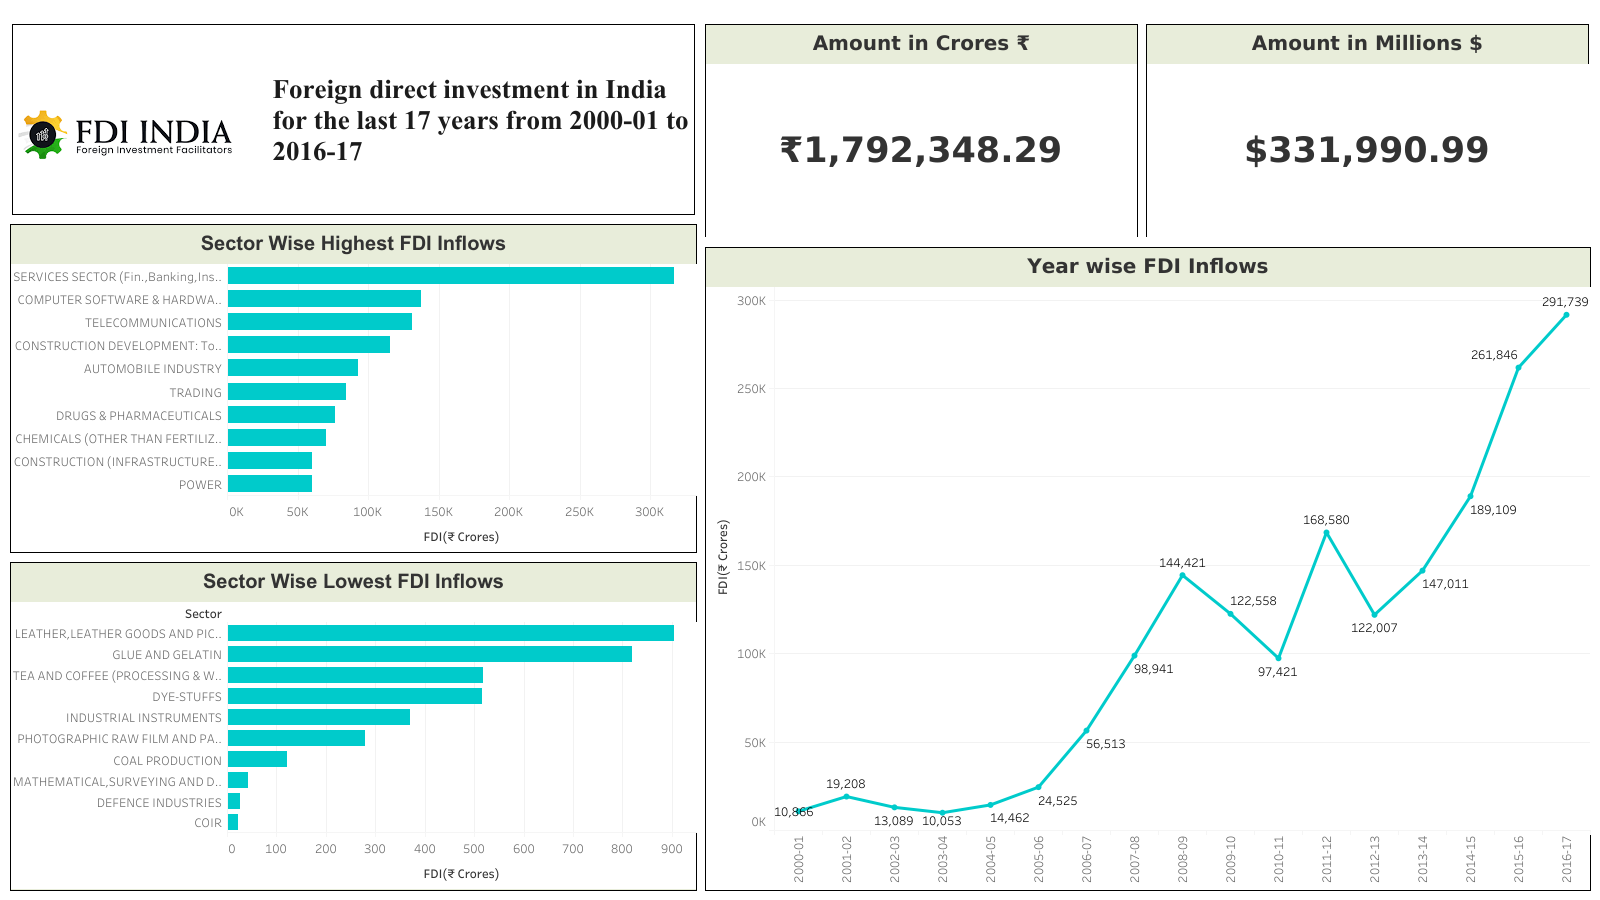 FDI INDIA
Foreign Investment Facilitators
Foreign direct investment in India
for the last 17 years from 2000-01 to
2016-17
Amount in Crores ₹
₹1,792,348.29
Amount in Millions $
$331,990.99
Sector Wise Highest FDI Inflows
SERVICES SECTOR (Fin.,Banking,Ins..
COMPUTER SOFTWARE & HARDWA..
TELECOMMUNICATIONS
CONSTRUCTION DEVELOPMENT: To..
AUTOMOBILE INDUSTRY
TRADING
DRUGS & PHARMACEUTICALS
CHEMICALS (OTHER THAN FERTILIZ..
CONSTRUCTION (INFRASTRUCTURE..
POWER
0K 50K 100K 150K 200K 250K 300K
FDI(₹ Crores)
Sector Wise Lowest FDI Inflows
Sector
LEATHER,LEATHER GOODS AND PIC..
GLUE AND GELATIN
TEA AND COFFEE (PROCESSING & W..
DYE-STUFFS
INDUSTRIAL INSTRUMENTS
PHOTOGRAPHIC RAW FILM AND PA..
COAL PRODUCTION
MATHEMATICAL,SURVEYING AND D..
DEFENCE INDUSTRIES
COIR
0 100 200 300 400 500 600 700 800 900
FDI(₹ Crores)
Year wise FDI Inflows
FDI(₹ Crores)
300K
250K
200K
150K
100K
50K
0K
10,866
19,208
13,089
10,053
14,462
24,525
56,513
98,941
144,421
122,558
97,421
168,580
122,007
147,011
189,109
261,846
291,739
2000-01
2001-02
2002-03
2003-04
2004-05
2005-06
2006-07
2007-08
2008-09
2009-10
2010-11
2011-12
2012-13
2013-14
2014-15
2015-16
2016-17